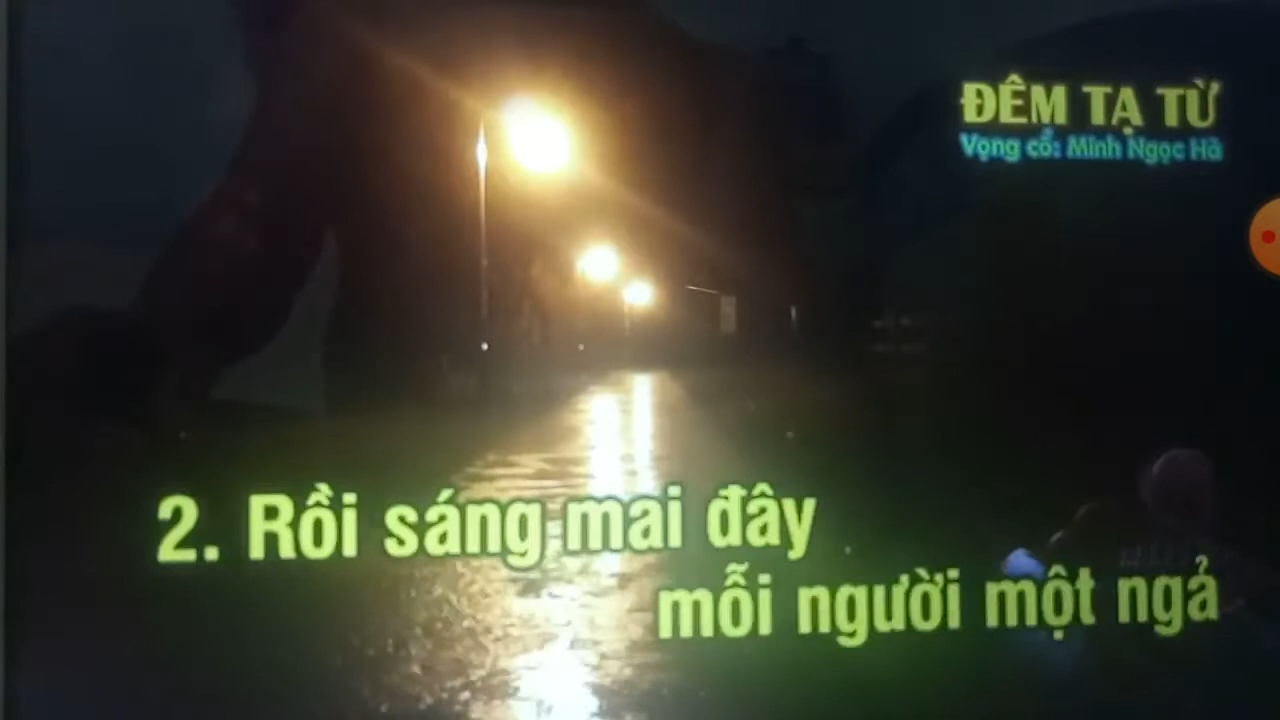 ĐÊM TẠ TỪ
Vọng cổ: Minh Ngọc Hà
2. Rồi sáng mai đây
mỗi người một ngả